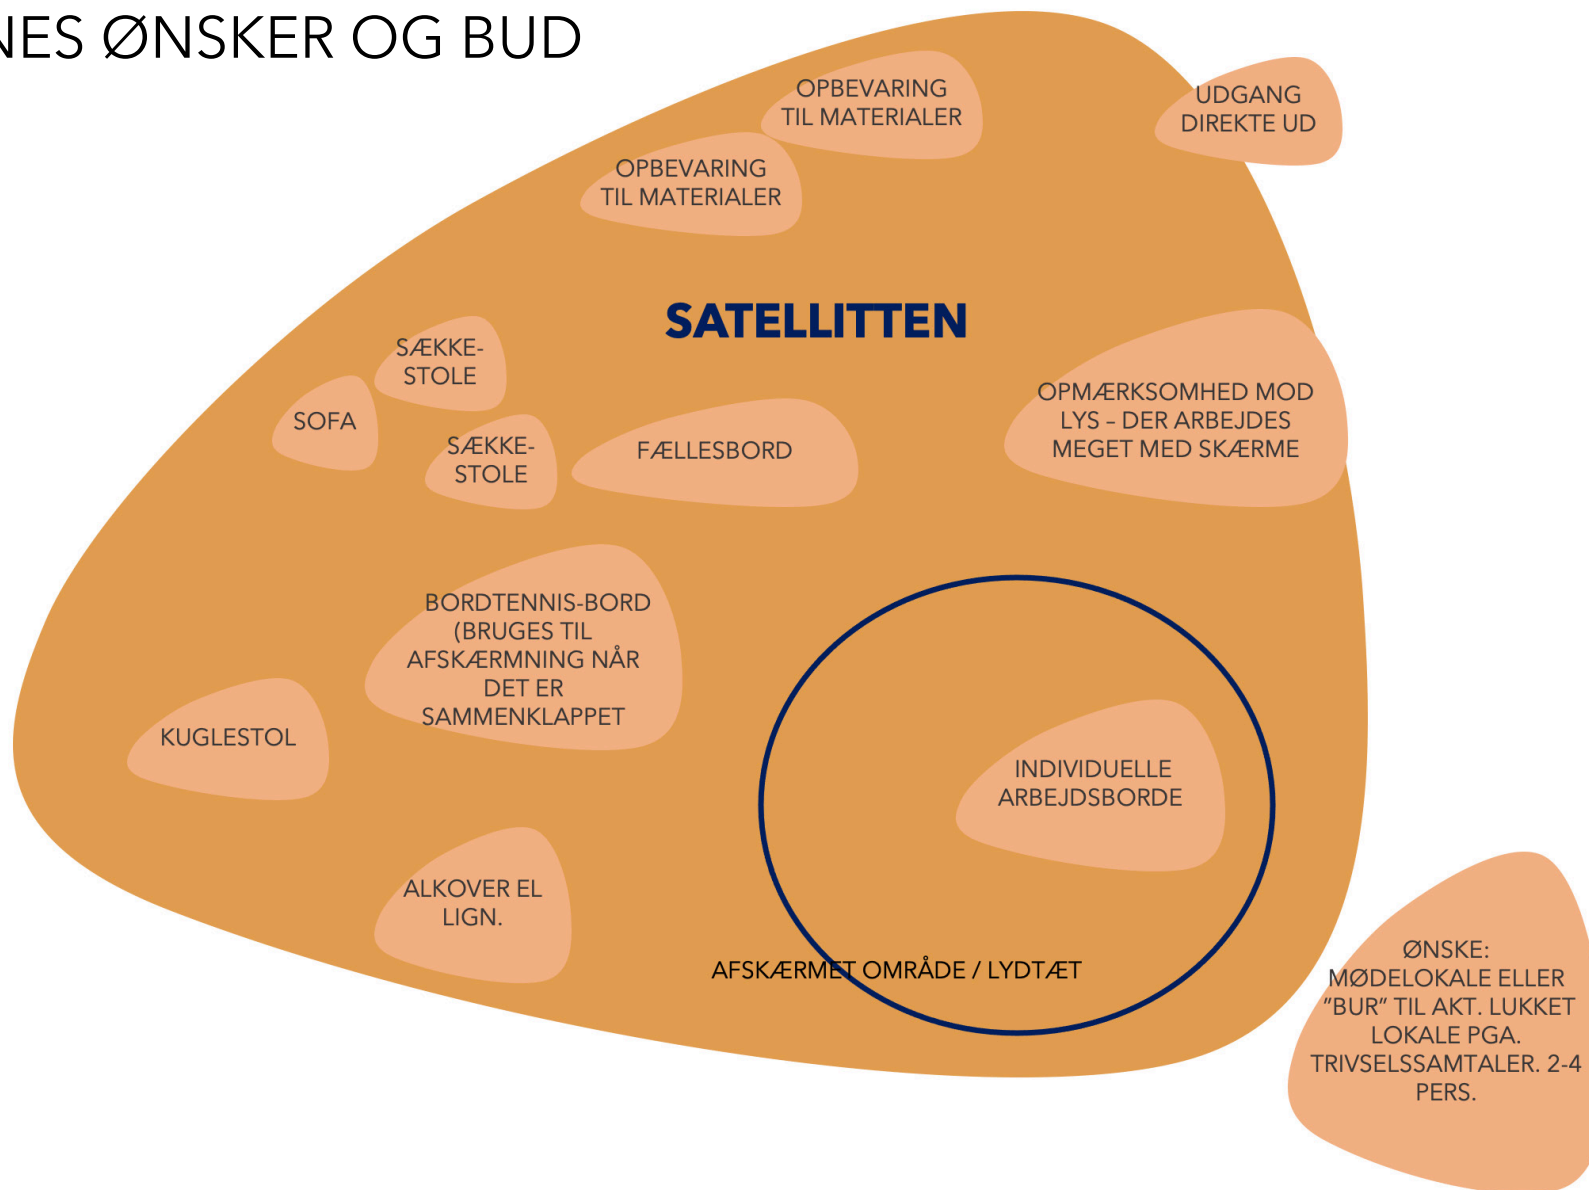 NES ØNSKER OG BUD
OPBEVARING
TIL MATERIALER
UDGANG
DIREKTE UD
OPBEVARING
TIL MATERIALER
SATELLITTEN
SÆKKE-
STOLE
SOFA
SÆKKE-
STOLE
FÆLLESBORD
OPMÆRKSOMHED MOD
LYS – DER ARBEJDES
MEGET MED SKÆRME
BORDTENNIS-BORD
(BRUGES TIL
AFSKÆRMNING NÅR
DET ER
SAMMENKLAPPET
KUGLESTOL
INDIVIDUELLE
ARBEJDSBORDE
ALKOVER EL
LIGN.
AFSKÆRMET OMRÅDE / LYDTÆT
ØNSKE:
MØDELOKALE ELLER
”BUR” TIL AKT. LUKKET
LOKALE PGA.
TRIVSELSSAMTALER. 2-4
PERS.